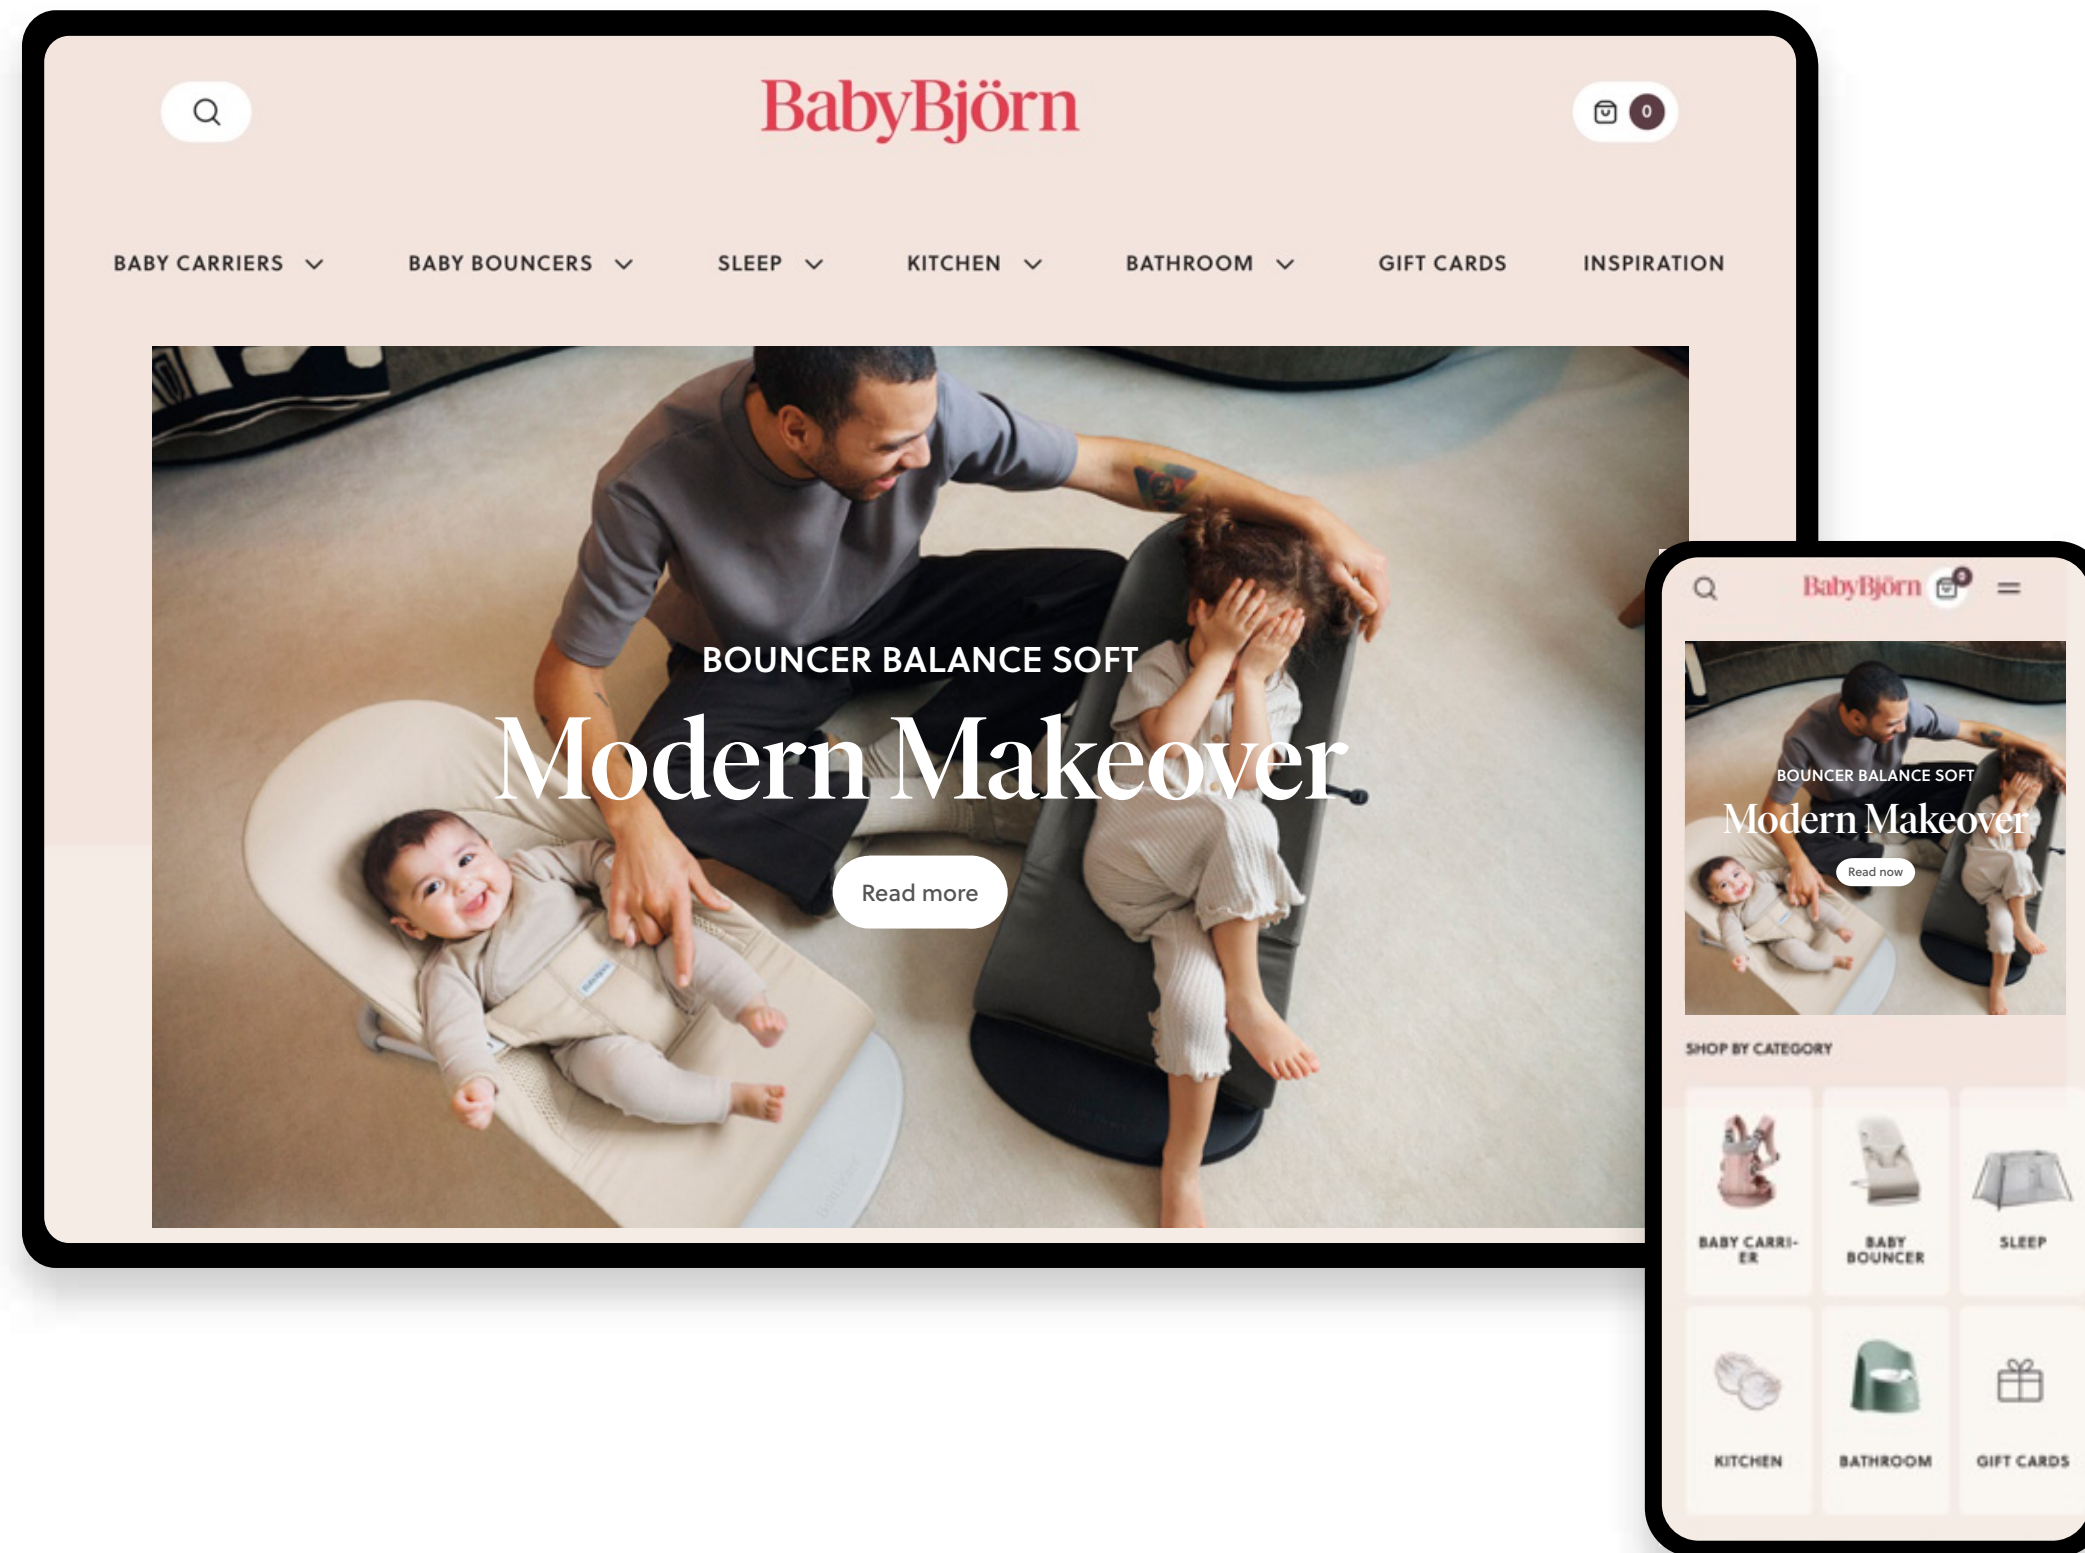 BabyBjörn
0
BABY CARRIERS
BABY BOUNCERS
SLEEP
KITCHEN
BATHROOM
GIFT CARDS
INSPIRATION
BOUNCER BALANCE SOFT
Modern Makeover
Read more
BabyBjörn
BOUNCER BALANCE SOFT
Modern Makeover
Read now
SHOP BY CATEGORY
BABY CARRI-
ER
BABY
BOUNCER
SLEEP
KITCHEN
BATHROOM
GIFT CARDS